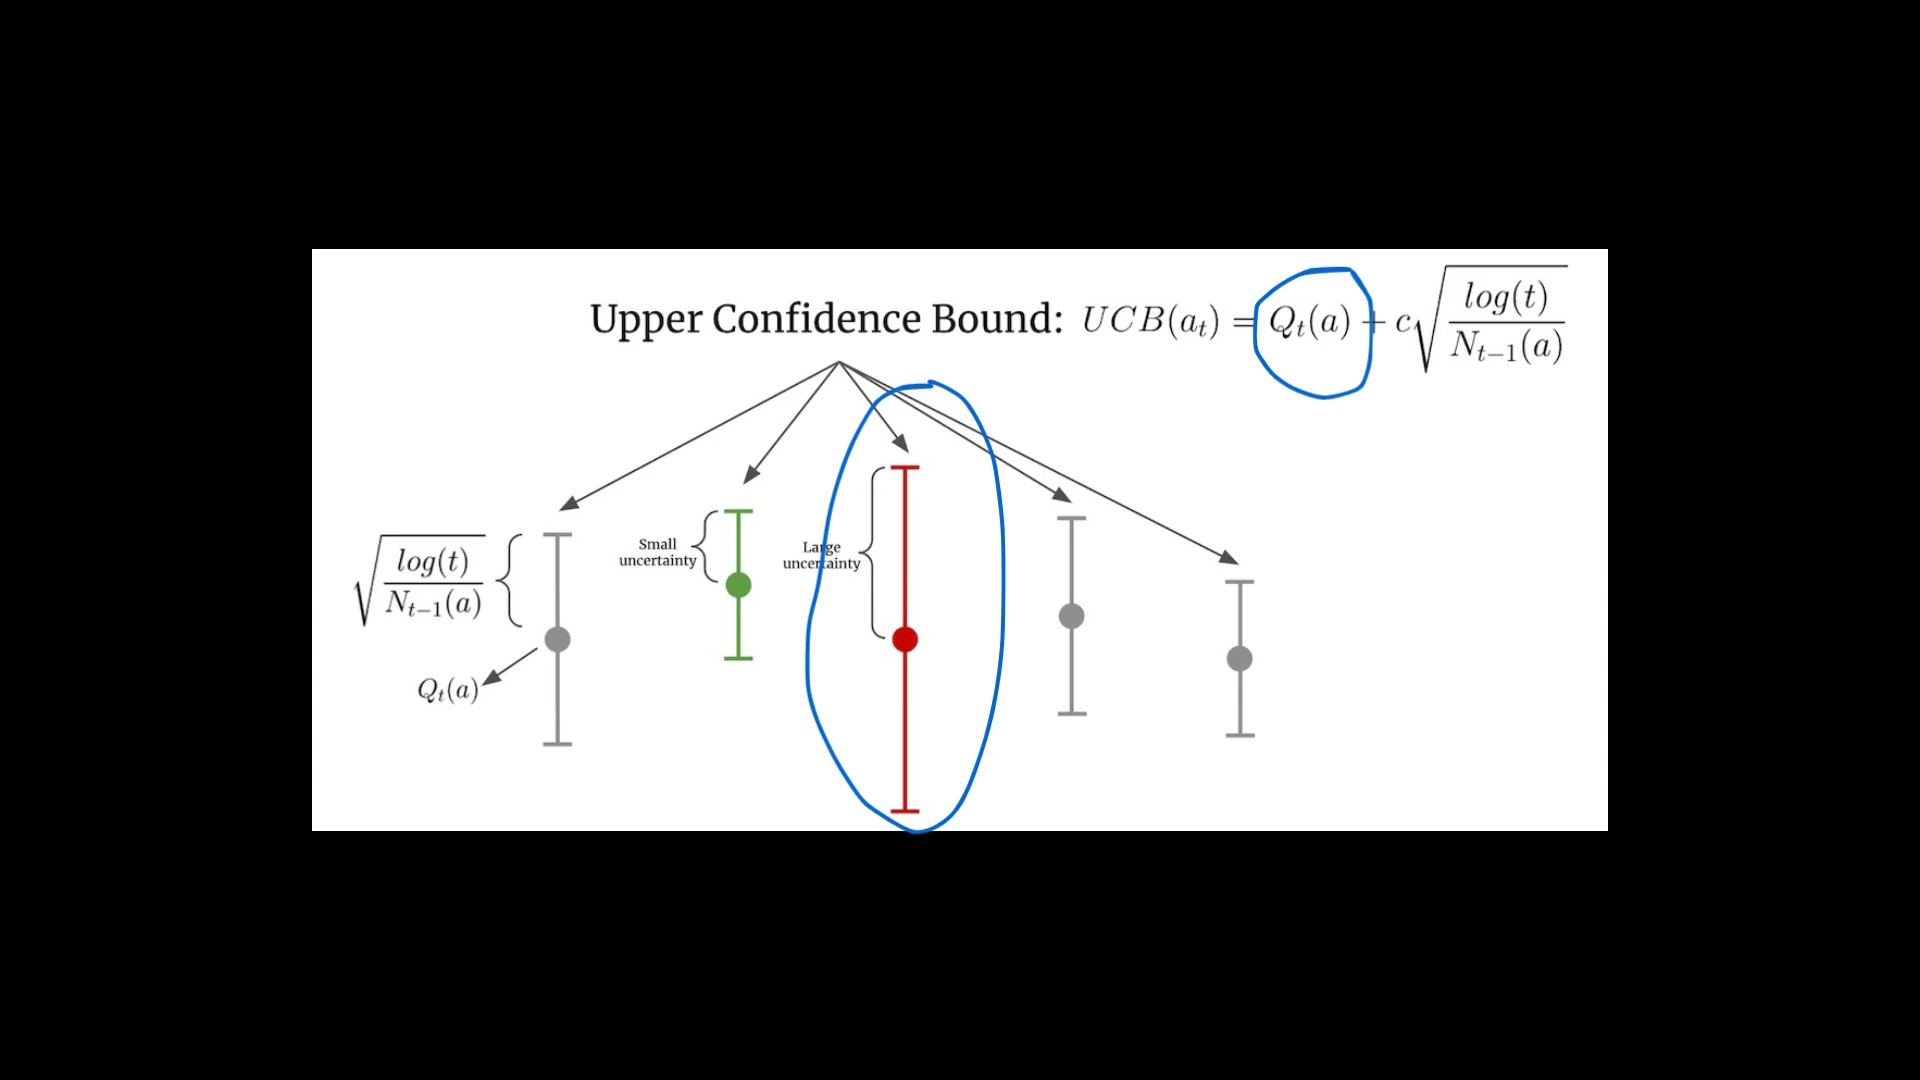 Upper Confidence Bound: UCB(a_t) = Q_t(a) + c√(log(t)/N_{t−1}(a))
Small
uncertainty
Large
uncertainty
√(log(t)/N_{t−1}(a))
Q_t(a)